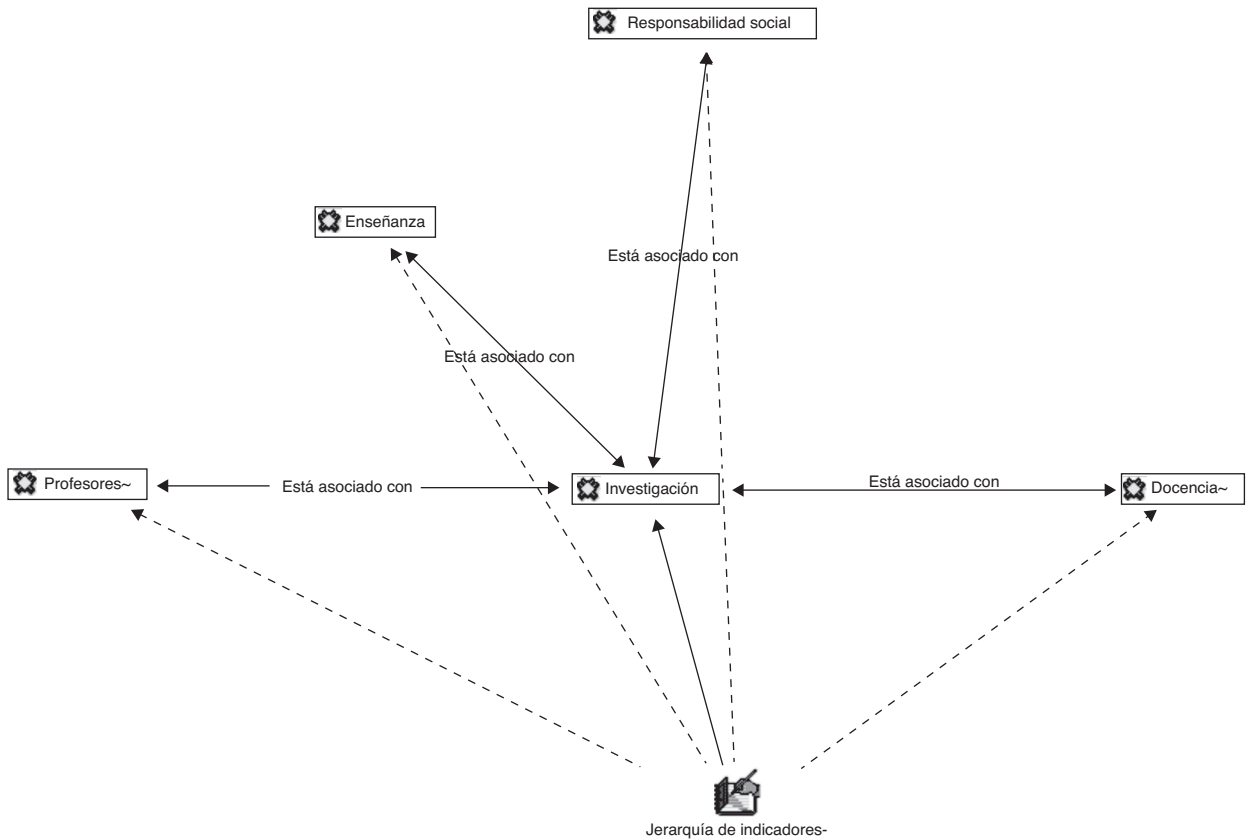 Responsabilidad social
Enseñanza
Está asociado con
Está asociado con
Profesores~
Está asociado con
Investigación
Está asociado con
Docencia~
Jerarquía de indicadores-